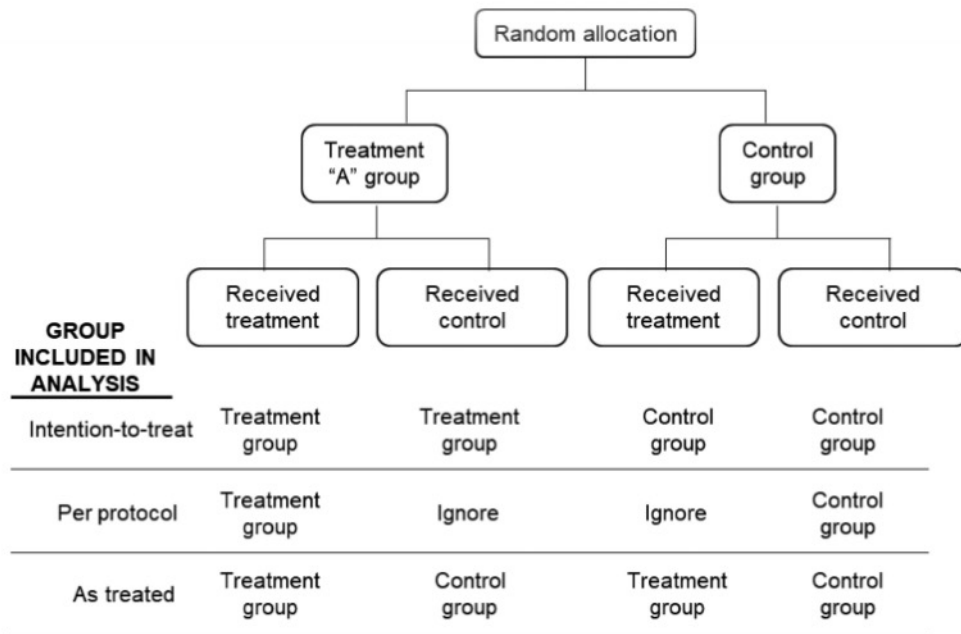 Random allocation
Treatment
"A" group
Control
group
Received
treatment
Received
control
Received
treatment
Received
control
GROUP
INCLUDED IN
ANALYSIS
Intention-to-treat
Treatment
group
Treatment
group
Control
group
Control
group
Per protocol
Treatment
group
Ignore
Ignore
Control
group
As treated
Treatment
group
Control
group
Treatment
group
Control
group